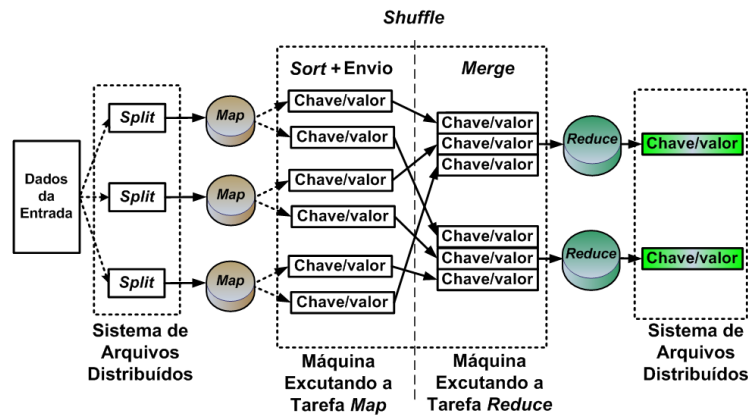 Shuffle
Sort + Envio
Merge
Dados
da
Entrada
Split
Split
Split
Map
Map
Map
Chave/valor
Chave/valor
Chave/valor
Chave/valor
Chave/valor
Chave/valor
Chave/valor
Chave/valor
Chave/valor
Chave/valor
Chave/valor
Chave/valor
Reduce
Reduce
Chave/valor
Chave/valor
Sistema de
Arquivos
Distribuídos
Máquina
Excutando a
Tarefa Map
Máquina
Excutando a
Tarefa Reduce
Sistema de
Arquivos
Distribuídos